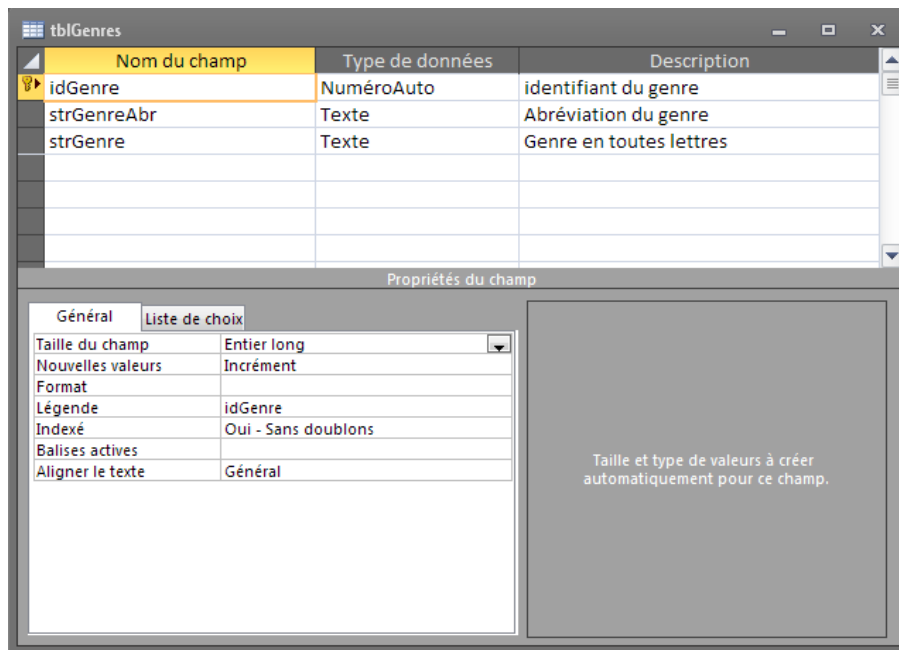 tblGenres
Nom du champ Type de données Description
idGenre NuméroAuto identifiant du genre
strGenreAbr Texte Abréviation du genre
strGenre Texte Genre en toutes lettres
Propriétés du champ
Général Liste de choix
Taille du champ Entier long
Nouvelles valeurs Incrément
Format
Légende idGenre
Indexé Oui - Sans doublons
Balises actives
Aligner le texte Général
Taille et type de valeurs à créer
automatiquement pour ce champ.